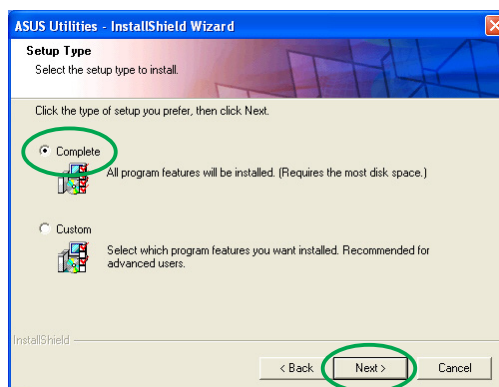 ASUS Utilities - InstallShield Wizard
Setup Type
Select the setup type to install.
Click the type of setup you prefer, then click Next.
Complete
All program features will be installed. (Requires the most disk space.)
Custom
Select which program features you want installed. Recommended for
advanced users.
InstallShield
< Back
Next >
Cancel